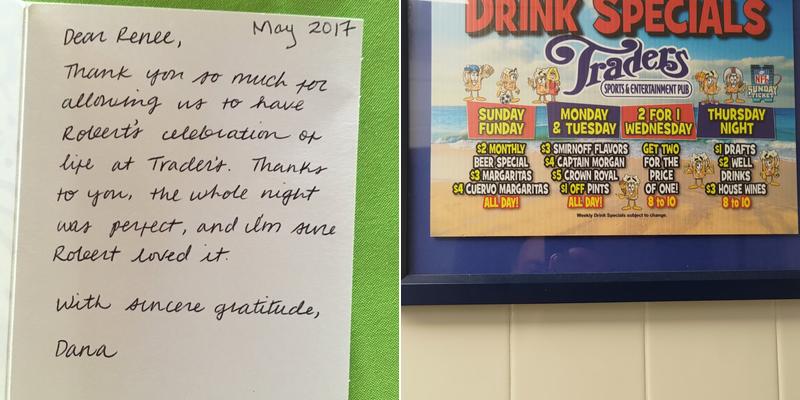 May 2017
Dear Renee,
Thank you so much for
allowing us to have
Robert's celebration of
life at Trader's. Thanks
to you, the whole night
was perfect, and I'm sure
Robert loved it.
With sincere gratitude,
Dana
DRINK SPECIALS
Traders
SPORTS & ENTERTAINMENT PUB
NFL
SUNDAY
TICKET
SUNDAY
FUNDAY
$2 MONTHLY
BEER SPECIAL
$3 MARGARITAS
$4 CUERVO MARGARITAS
ALL DAY!
MONDAY
& TUESDAY
$3 SMIRNOFF, FLAVORS
$4 CAPTAIN MORGAN
$5 CROWN ROYAL
$1 OFF PINTS
ALL DAY!
2 FOR 1
WEDNESDAY
GET TWO
FOR THE
PRICE
OF ONE!
8 to 10
THURSDAY
NIGHT
$1 DRAFTS
$2 WELL
DRINKS
$3 HOUSE WINES
8 to 10
Weekly Drink Specials subject to change.